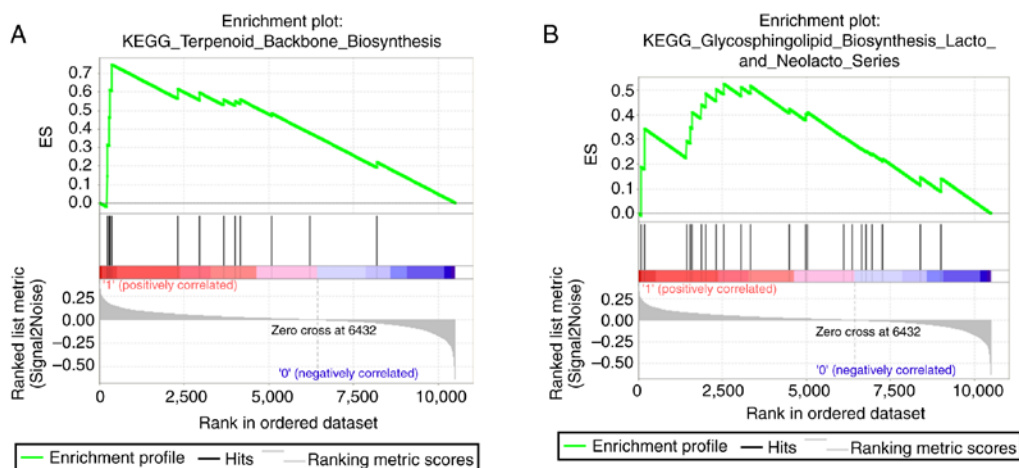 A
Enrichment plot:
KEGG_Terpenoid_Backbone_Biosynthesis
ES
0.7
0.6
0.5
0.4
0.3
0.2
0.1
0.0
'1' (positively correlated)
Ranked list metric
(Signal2Noise)
0.25
0.00
−0.25
−0.50
Zero cross at 6432
'0' (negatively correlated)
0
2,500
5,000
7,500
10,000
Rank in ordered dataset
Enrichment profile
Hits
Ranking metric scores
B
Enrichment plot:
KEGG_Glycosphingolipid_Biosynthesis_Lacto_
and_Neolacto_Series
ES
0.5
0.4
0.3
0.2
0.1
0
'1' (positively correlated)
Ranked list metric
(Signal2Noise)
0.25
0.00
−0.25
−0.50
Zero cross at 6432
'0' (negatively correlated)
0
2,500
5,000
7,500
10,000
Rank in ordered dataset
Enrichment profile
Hits
Ranking metric scores